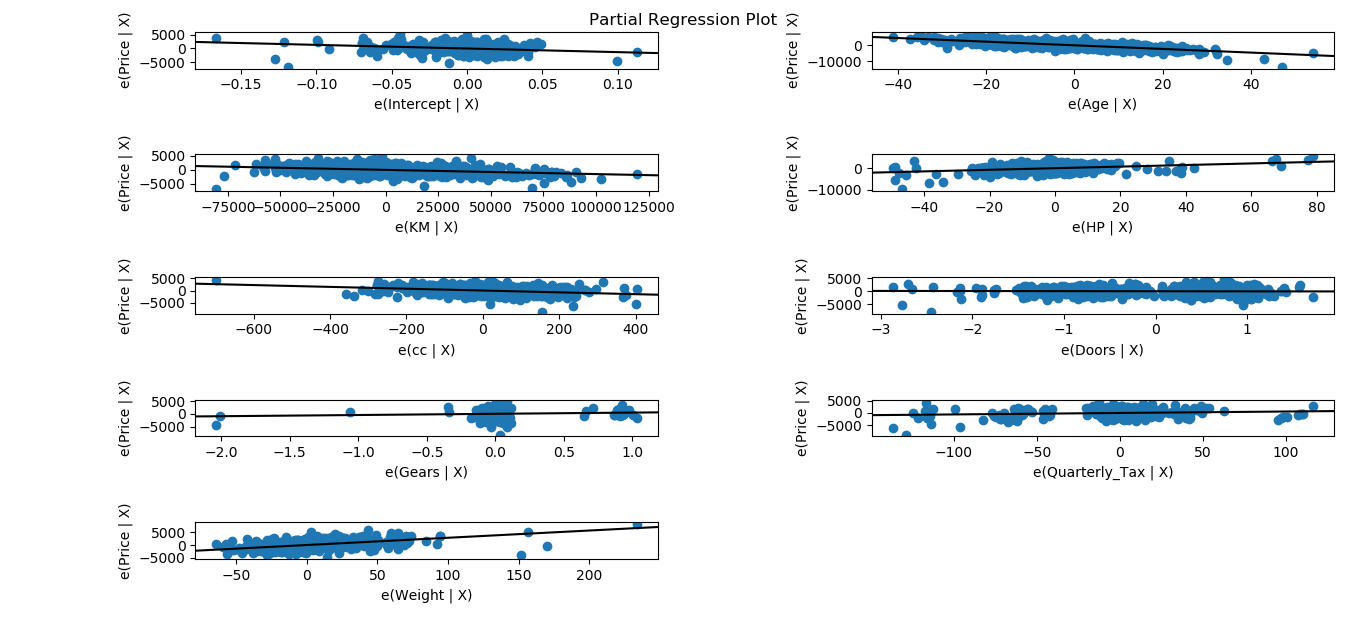 Partial Regression Plot
e(Price | X)
5000
0
−5000
−0.15 −0.10 −0.05 0.00 0.05 0.10
e(Intercept | X)
e(Price | X)
0
−10000
−40 −20 0 20 40
e(Age | X)
e(Price | X)
5000
0
−5000
−75000 −50000 −25000 0 25000 50000 75000 100000 125000
e(KM | X)
e(Price | X)
0
−10000
−40 −20 0 20 40 60 80
e(HP | X)
e(Price | X)
5000
0
−5000
−600 −400 −200 0 200 400
e(cc | X)
e(Price | X)
5000
0
−5000
−3 −2 −1 0 1
e(Doors | X)
e(Price | X)
5000
0
−5000
−2.0 −1.5 −1.0 −0.5 0.0 0.5 1.0
e(Gears | X)
e(Price | X)
5000
0
−5000
−100 −50 0 50 100
e(Quarterly_Tax | X)
e(Price | X)
5000
0
−5000
−50 0 50 100 150 200
e(Weight | X)